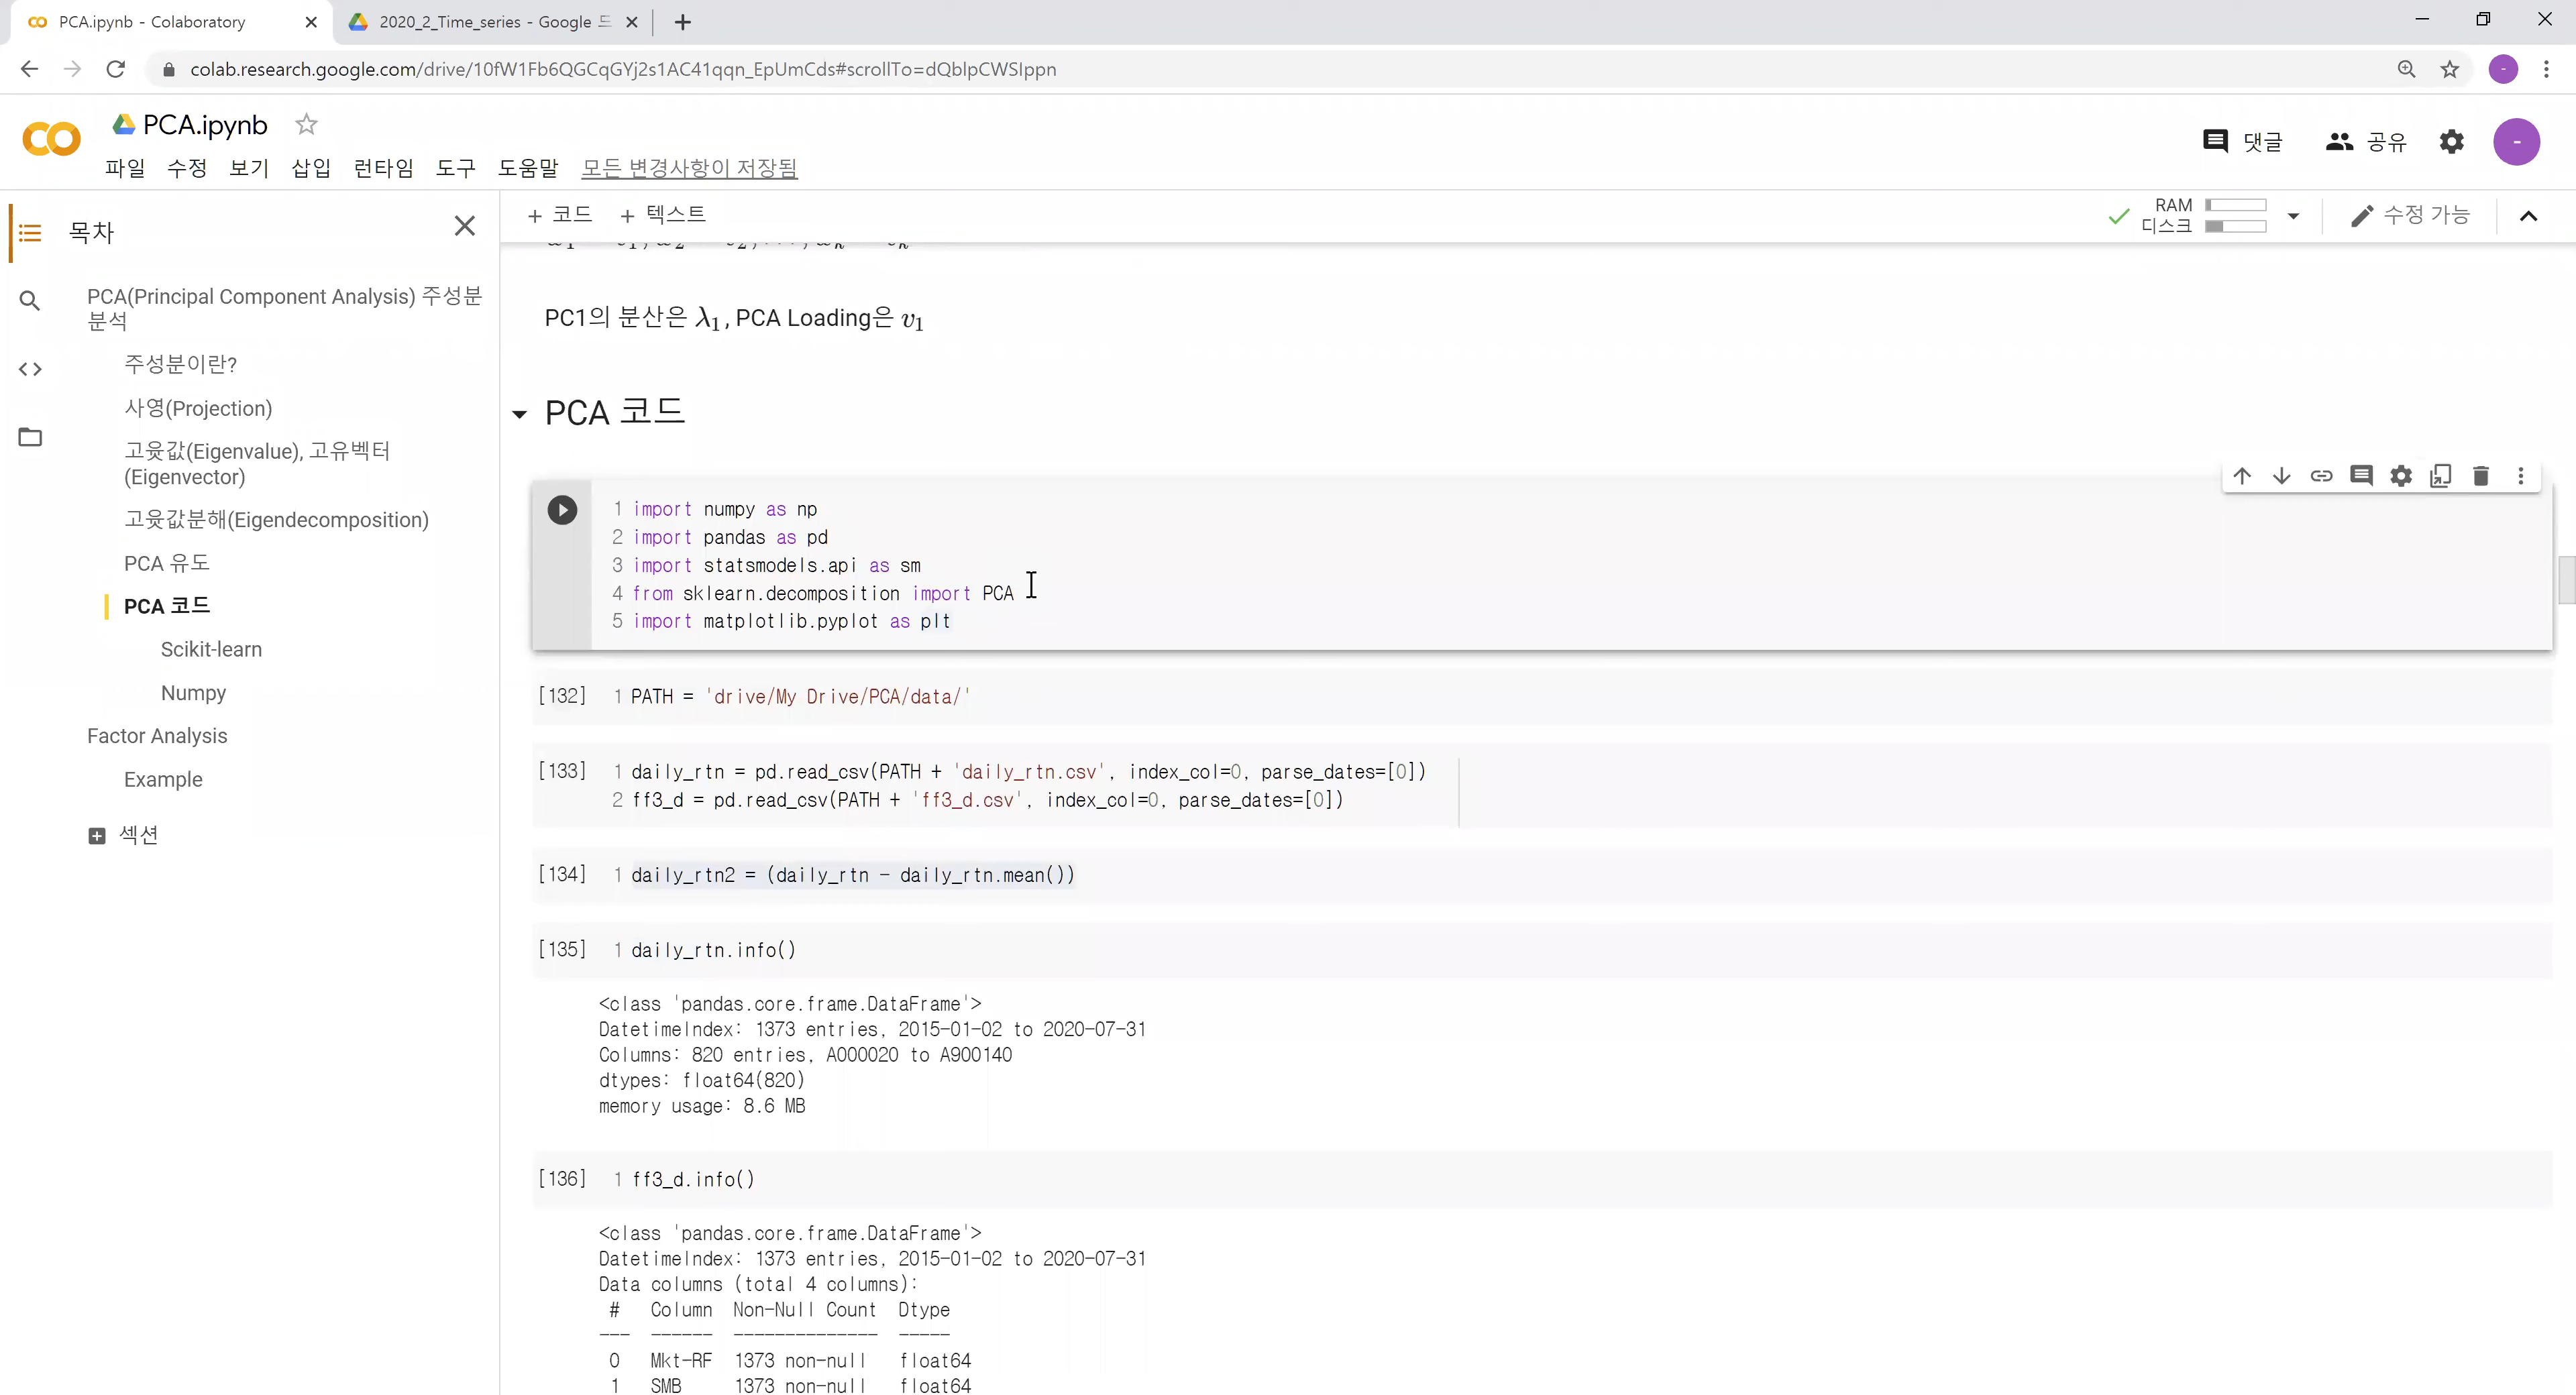 PCA.ipynb - Colaboratory
2020_2_Time_series - Google 드
colab.research.google.com/drive/10fW1Fb6QGCqGYj2s1AC41qqn_EpUmCds#scrollTo=dQblpCWSIppn
PCA.ipynb
댓글
공유
파일 수정 보기 삽입 런타임 도구 도움말 모든 변경사항이 저장됨
목차
+ 코드 + 텍스트
RAM
디스크
수정 가능
PCA(Principal Component Analysis) 주성분
분석
주성분이란?
사영(Projection)
고윳값(Eigenvalue), 고유벡터
(Eigenvector)
고윳값분해(Eigendecomposition)
PCA 유도
PCA 코드
Scikit-learn
Numpy
Factor Analysis
Example
섹션
PC1의 분산은 λ₁, PCA Loading은 v₁
PCA 코드
1 import numpy as np
2 import pandas as pd
3 import statsmodels.api as sm
4 from sklearn.decomposition import PCA
5 import matplotlib.pyplot as plt
[132] 1 PATH = 'drive/My Drive/PCA/data/'
[133] 1 daily_rtn = pd.read_csv(PATH + 'daily_rtn.csv', index_col=0, parse_dates=[0])
2 ff3_d = pd.read_csv(PATH + 'ff3_d.csv', index_col=0, parse_dates=[0])
[134] 1 daily_rtn2 = (daily_rtn - daily_rtn.mean())
[135] 1 daily_rtn.info()
<class 'pandas.core.frame.DataFrame'>
DatetimeIndex: 1373 entries, 2015-01-02 to 2020-07-31
Columns: 820 entries, A000020 to A900140
dtypes: float64(820)
memory usage: 8.6 MB
[136] 1 ff3_d.info()
<class 'pandas.core.frame.DataFrame'>
DatetimeIndex: 1373 entries, 2015-01-02 to 2020-07-31
Data columns (total 4 columns):
# Column Non-Null Count Dtype
--- ------ -------------- -----
0 Mkt-RF 1373 non-null float64
1 SMB 1373 non-null float64